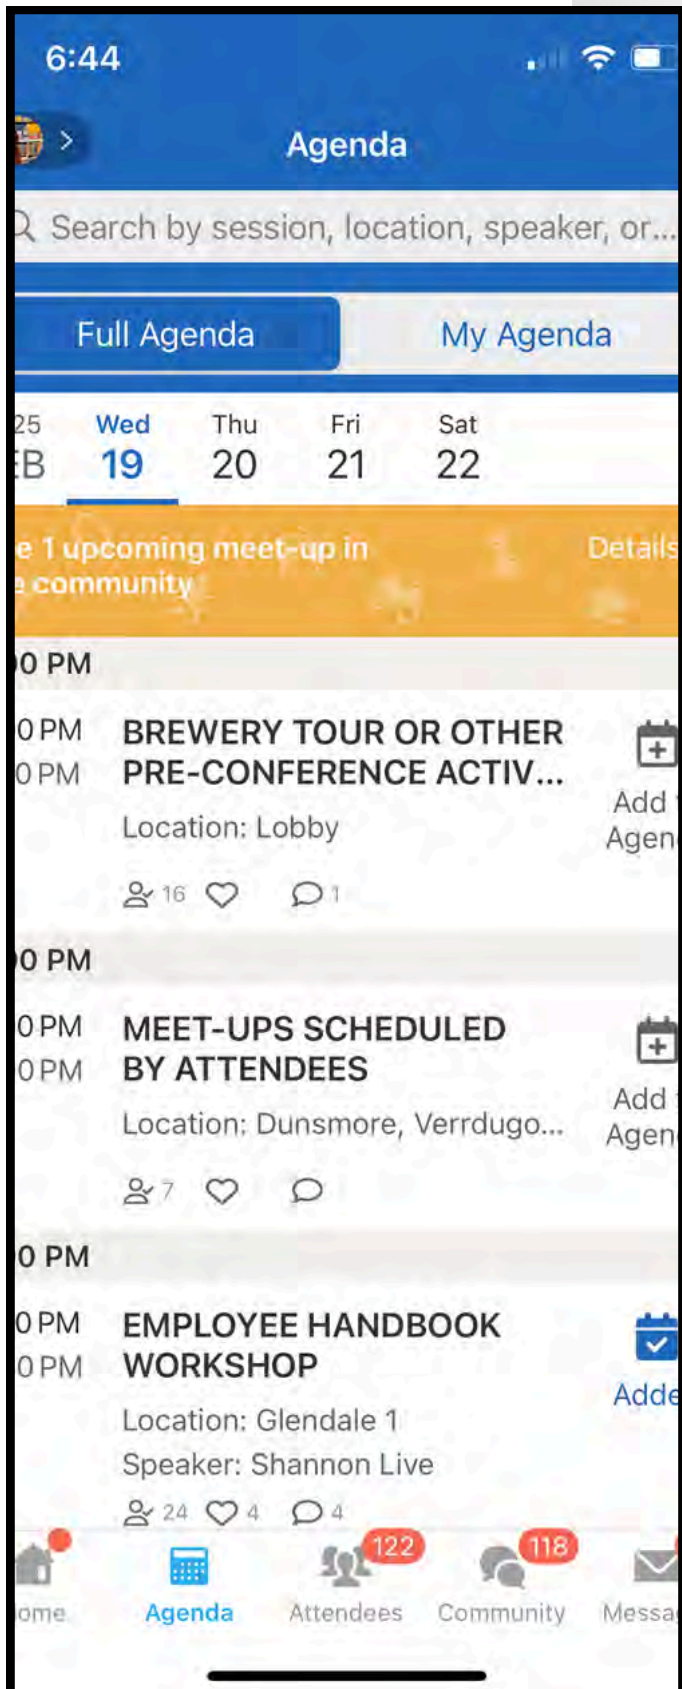 6:44
Agenda
Search by session, location, speaker, or...
Full Agenda
My Agenda
25 Wed Thu Fri Sat
19 20 21 22
1 upcoming meet-up in
community
Details
PM
PM
PM
BREWERY TOUR OR OTHER
PRE-CONFERENCE ACTIV...
Location: Lobby
16
1
Add
PM
PM
PM
MEET-UPS SCHEDULED
BY ATTENDEES
Location: Dunsmore, Verrdugo...
7
Add
PM
PM
PM
EMPLOYEE HANDBOOK
WORKSHOP
Location: Glendale 1
Speaker: Shannon Live
24
4
4
122
118
Agenda
Attendees
Community